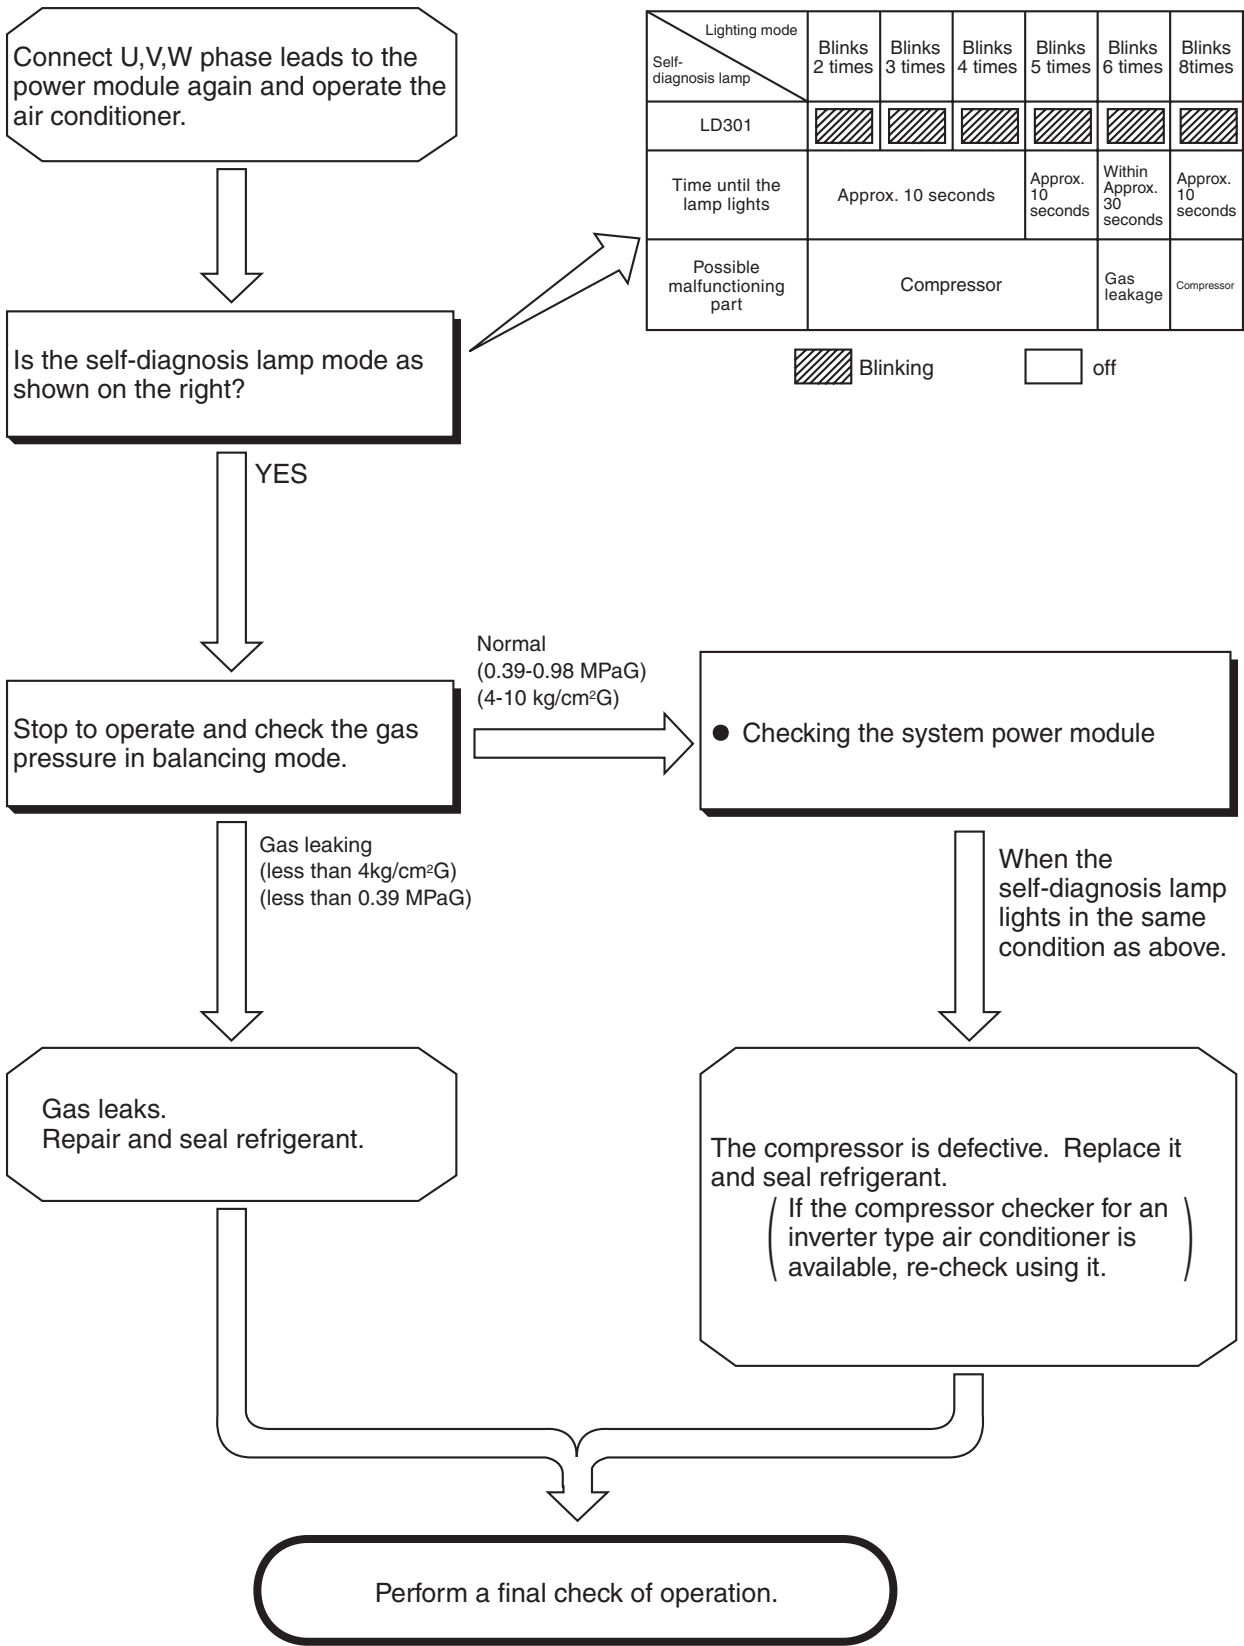 Connect U,V,W phase leads to the
power module again and operate the
air conditioner.
Lighting mode
Self-
diagnosis lamp
Blinks
2 times
Blinks
3 times
Blinks
4 times
Blinks
5 times
Blinks
6 times
Blinks
8times
LD301
Time until the
lamp lights
Approx. 10 seconds
Approx.
10
seconds
Within
Approx.
30
seconds
Approx.
10
seconds
Possible
malfunctioning
part
Compressor
Gas
leakage
Compressor
Blinking
off
Is the self-diagnosis lamp mode as
shown on the right?
YES
Stop to operate and check the gas
pressure in balancing mode.
Normal
(0.39-0.98 MPaG)
(4-10 kg/cm²G)
● Checking the system power module
Gas leaking
(less than 4kg/cm²G)
(less than 0.39 MPaG)
When the
self-diagnosis lamp
lights in the same
condition as above.
Gas leaks.
Repair and seal refrigerant.
The compressor is defective. Replace it
and seal refrigerant.
( If the compressor checker for an
inverter type air conditioner is
available, re-check using it. )
Perform a final check of operation.